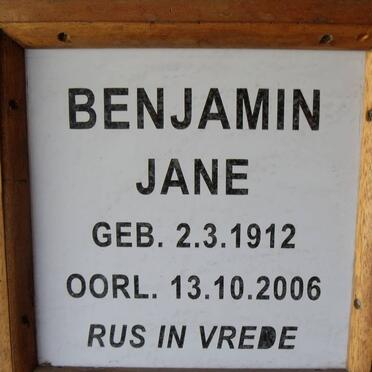 BENJAMIN
JANE
GEB. 2.3.1912
OORL. 13.10.2006
RUS IN VREDE